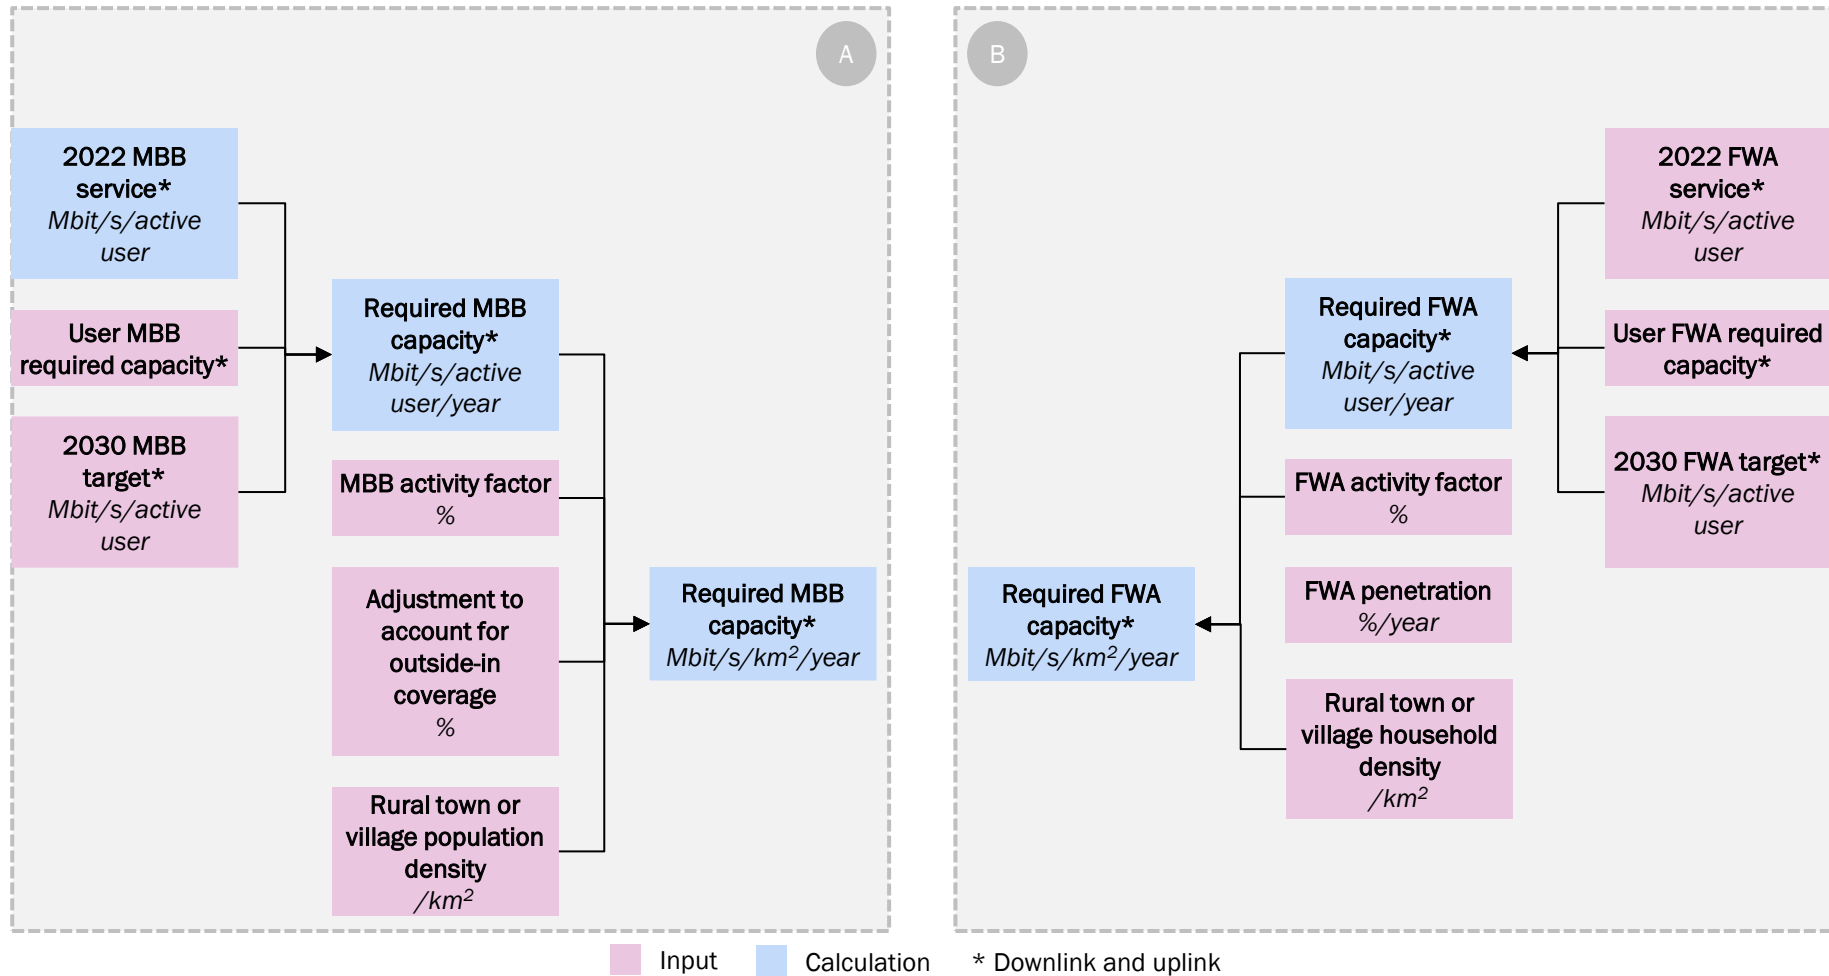 A
2022 MBB
service*
Mbit/s/active
user
User MBB
required capacity*
2030 MBB
target*
Mbit/s/active
user
Required MBB
capacity*
Mbit/s/active
user/year
MBB activity factor
%
Adjustment to
account for
outside-in
coverage
%
Rural town or
village population
density
/km²
Required MBB
capacity*
Mbit/s/km²/year
B
2022 FWA
service*
Mbit/s/active
user
User FWA required
capacity*
2030 FWA target*
Mbit/s/active
user
Required FWA
capacity*
Mbit/s/active
user/year
FWA activity factor
%
FWA penetration
%/year
Rural town or
village household
density
/km²
Required FWA
capacity*
Mbit/s/km²/year
Input
Calculation
* Downlink and uplink